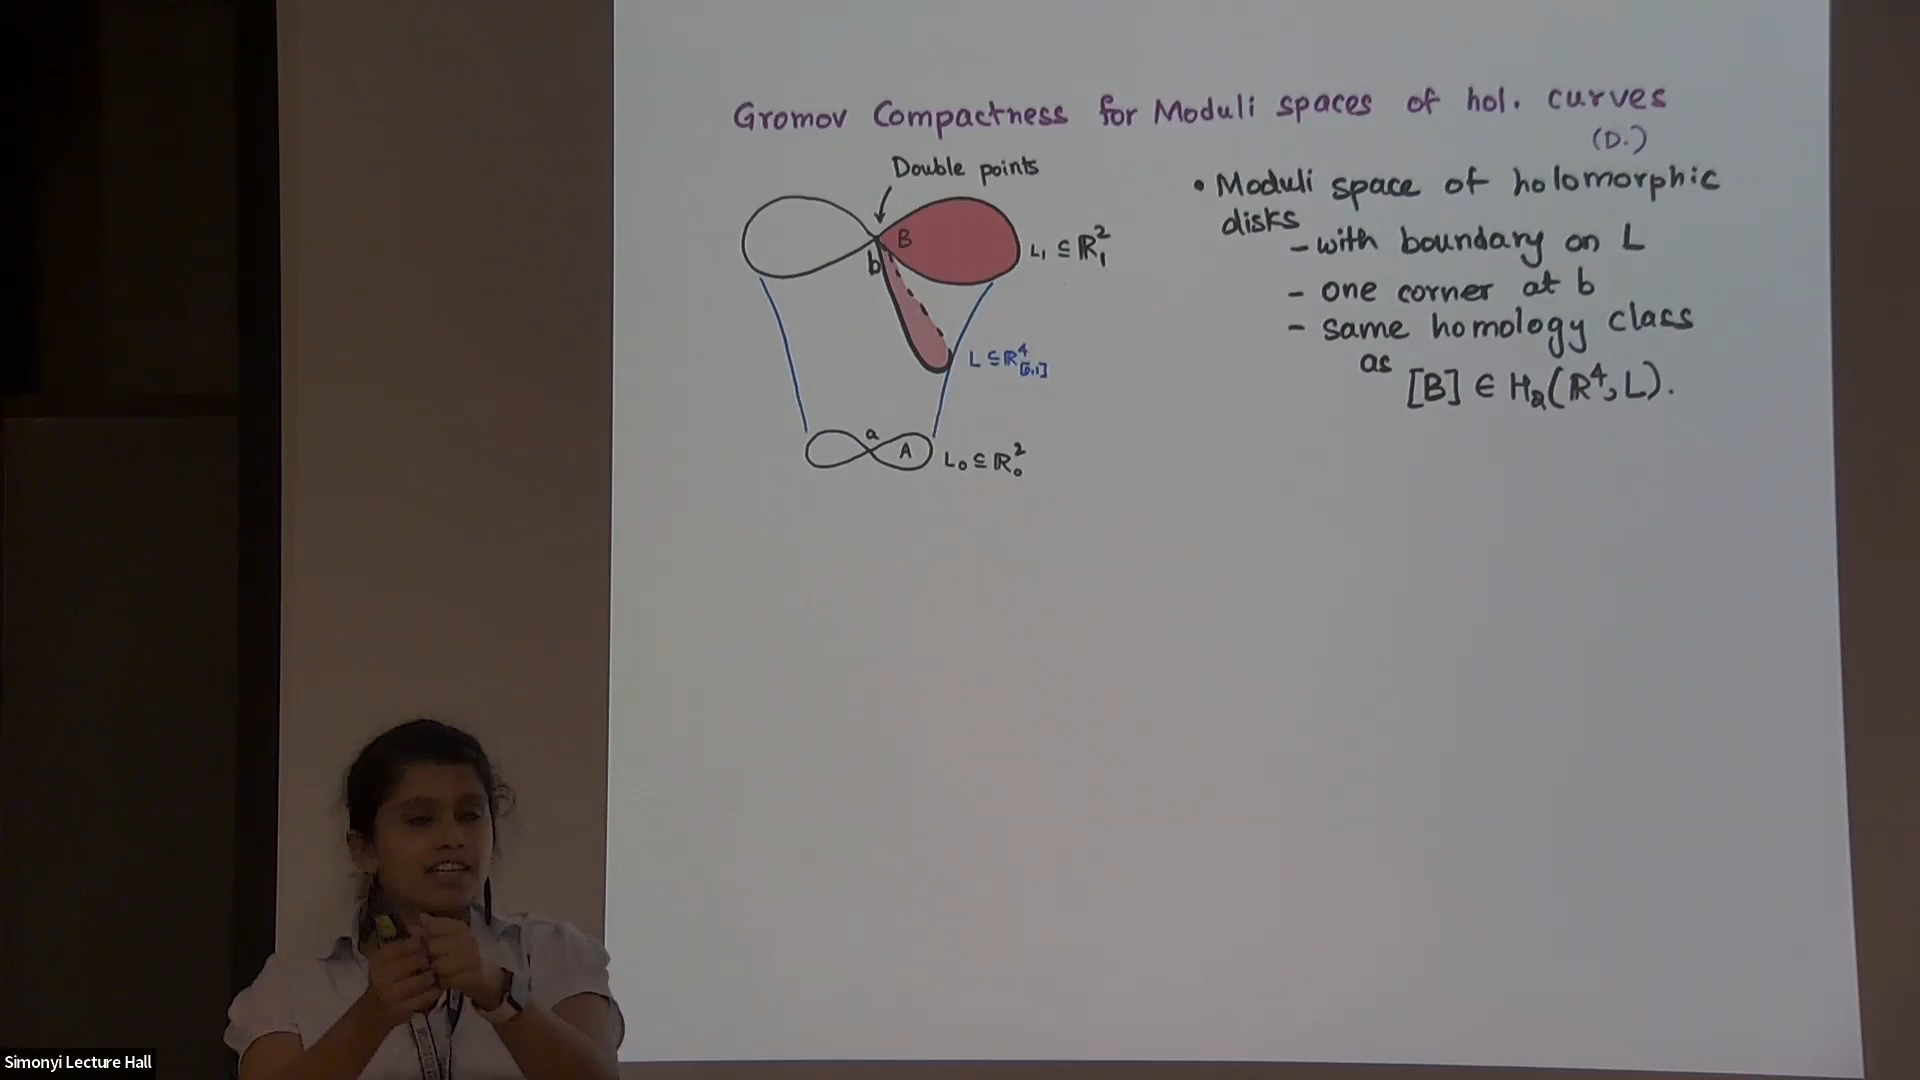 Gromov Compactness for Moduli spaces of hol. curves
(D.)
Double points
B
b
L₁ ⊆ ℝ²₁
L ⊆ ℝ⁴[0,1]
a
A
L₀ ⊆ ℝ²₀
• Moduli space of holomorphic
disks
- with boundary on L
- one corner at b
- same homology class
as
[B] ∈ H₂(ℝ⁴, L).
Simonyi Lecture Hall